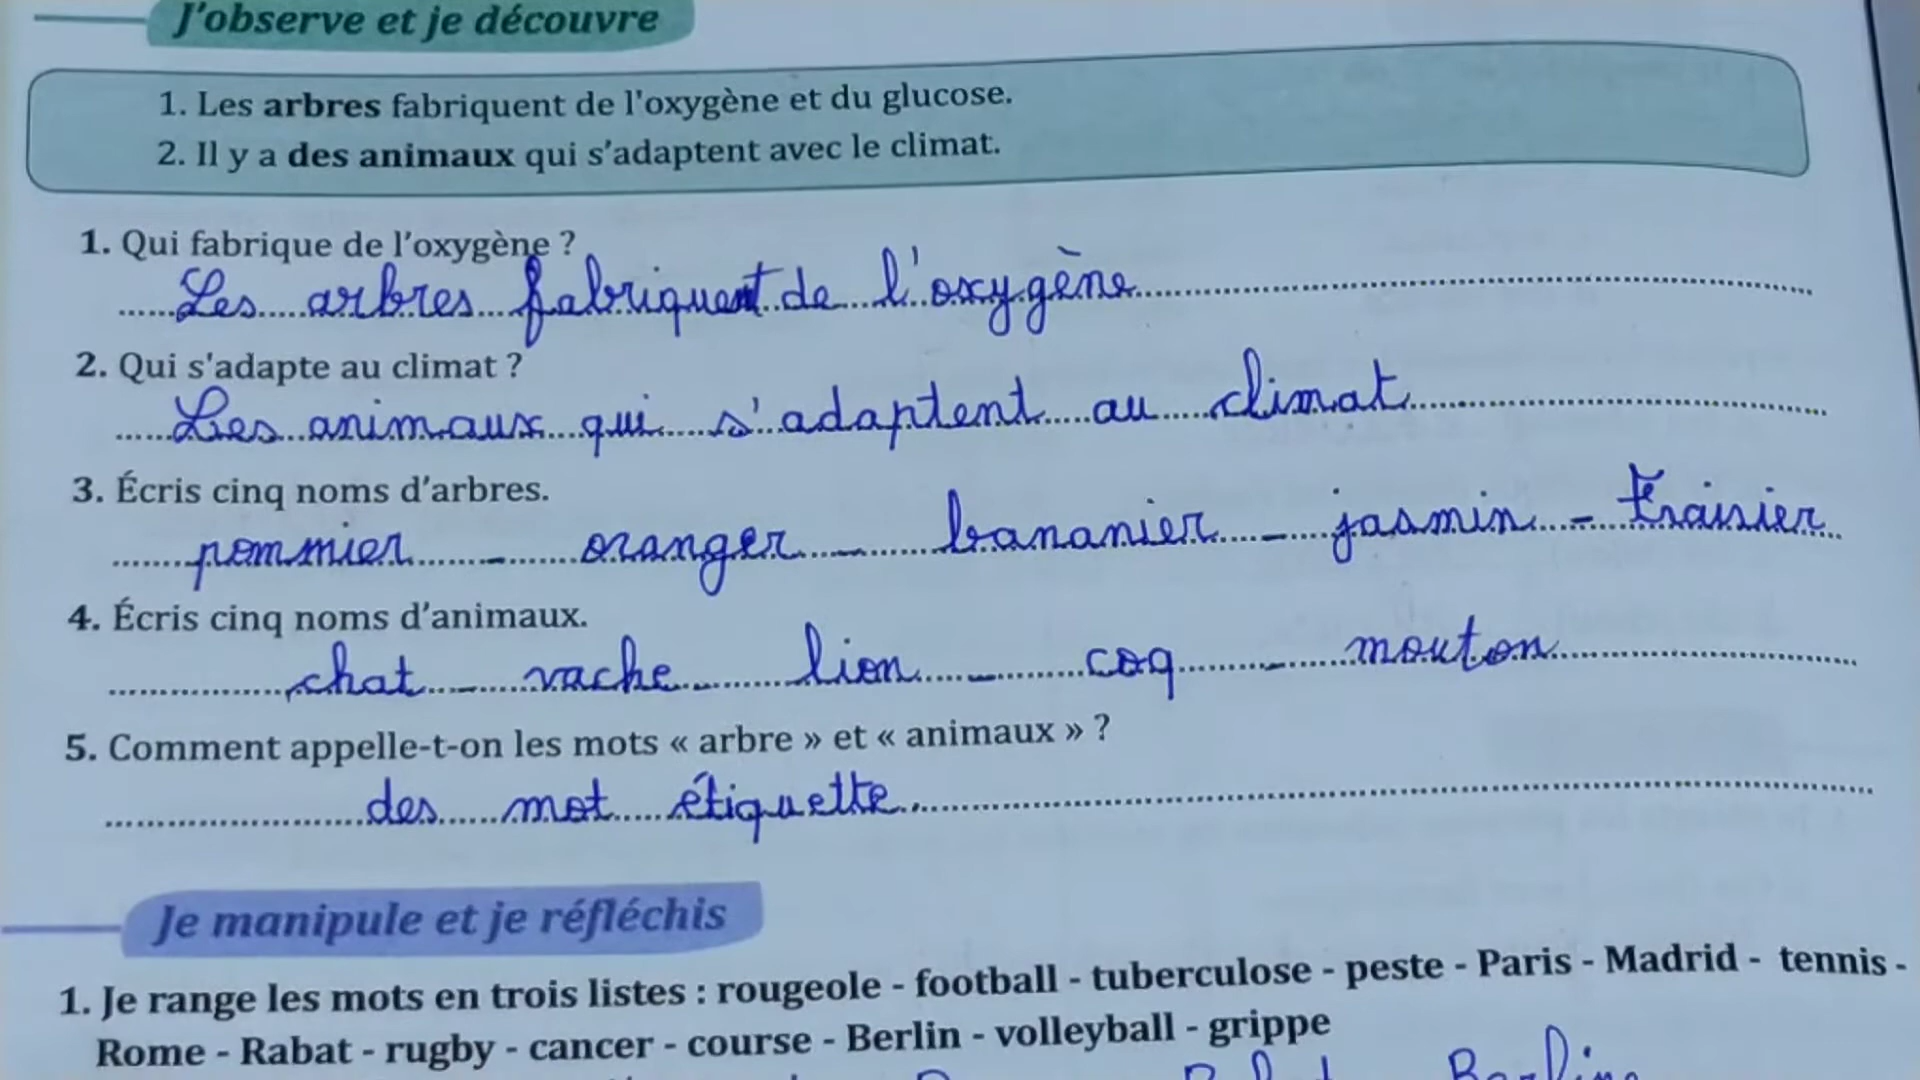 J'observe et je découvre
1. Les arbres fabriquent de l'oxygène et du glucose.
2. Il y a des animaux qui s'adaptent avec le climat.
1. Qui fabrique de l'oxygène ?
Les arbres fabriquent de l'oxygène
2. Qui s'adapte au climat ?
Les animaux qui s'adaptent au climat
3. Écris cinq noms d'arbres.
pommier - oranger - bananier - jasmin - fraisier
4. Écris cinq noms d'animaux.
chat - vache - lion - coq - mouton
5. Comment appelle-t-on les mots « arbre » et « animaux » ?
des mot étiquette
Je manipule et je réfléchis
1. Je range les mots en trois listes : rougeole - football - tuberculose - peste - Paris - Madrid - tennis -
Rome - Rabat - rugby - cancer - course - Berlin - volleyball - grippe